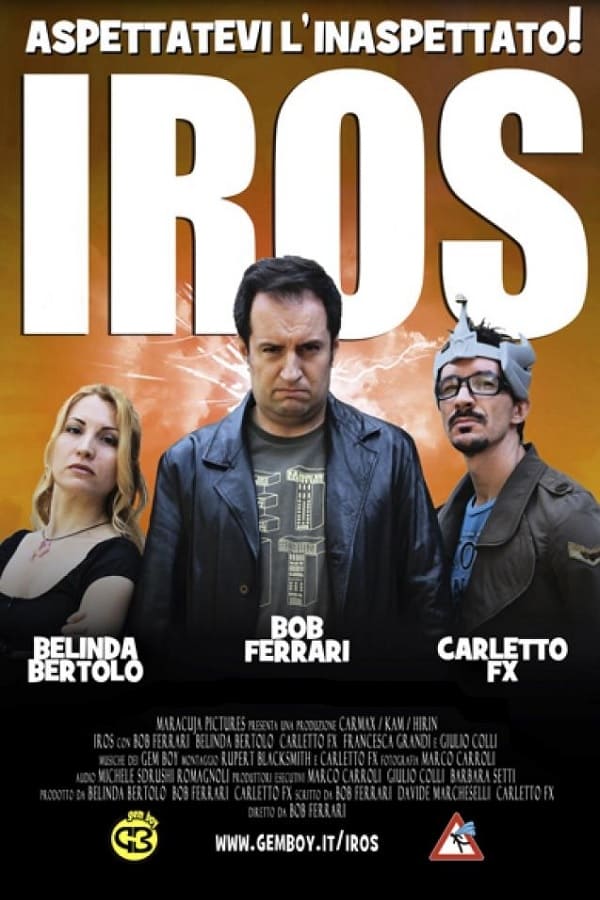 ASPETTATEVI L'INASPETTATO!
IROS
BELINDA
BERTOLO
BOB
FERRARI
CARLETTO
FX
MARACUJA PICTURES PRESENTA UNA PRODUZIONE CARMAX / KAM / HIRIN
IROS CON BOB FERRARI BELINDA BERTOLO CARLETTO FX FRANCESCA GRANDI E GIULIO COLLI
MUSICHE DEI GEM BOY MONTAGGIO RUPERT BLACKSMITH E CARLETTO FX FOTOGRAFIA MARCO CARROLI
AUDIO MICHELE SDRUSHI ROMAGNOLI PRODUTTORI ESECUTIVI MARCO CARROLI GIULIO COLLI BARBARA SETTI
PRODOTTO DA BELINDA BERTOLO BOB FERRARI CARLETTO FX SCRITTO DA BOB FERRARI DAVIDE MARCHESELLI CARLETTO FX
DIRETTO DA BOB FERRARI
gem boy
GB
WWW.GEMBOY.IT/IROS